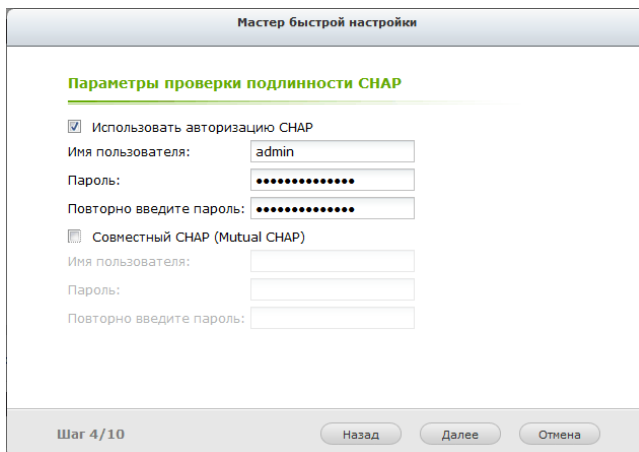 Мастер быстрой настройки
Параметры проверки подлинности CHAP
Использовать авторизацию CHAP
Имя пользователя: admin
Пароль: ••••••••••••••
Повторно введите пароль: ••••••••••••••
Совместный CHAP (Mutual CHAP)
Имя пользователя:
Пароль:
Повторно введите пароль:
Шаг 4/10 Назад Далее Отмена